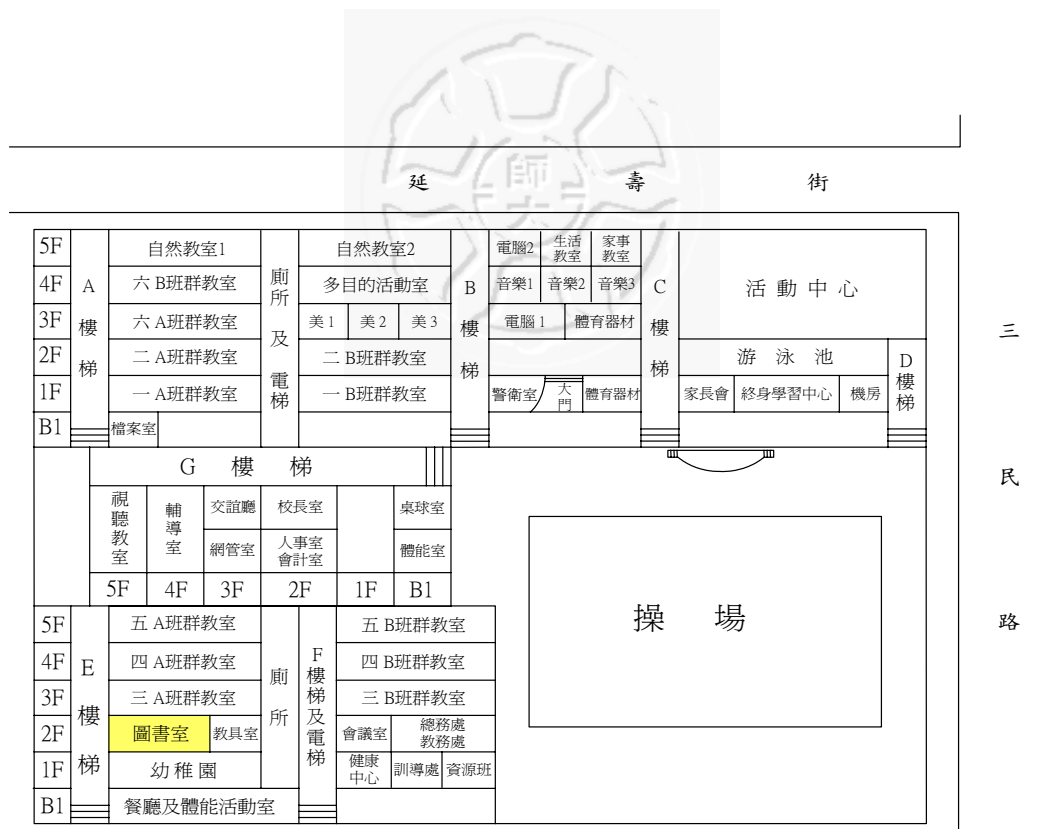 師大
延壽街
5F 自然教室1 自然教室2 電腦2 生活教室 家事教室
4F A樓梯 六 B班群教室 廁所及電梯 多目的活動室 B樓梯 音樂1 音樂2 音樂3 C樓梯 活動中心
3F 六 A班群教室 美1 美2 美3 電腦1 體育器材
2F 二 A班群教室 二 B班群教室 游泳池 D樓梯
1F 一 A班群教室 一 B班群教室 警衛室 大門 體育器材 家長會 終身學習中心 機房
B1 檔案室
G樓梯
視聽教室 輔導室 交誼廳 校長室 桌球室
網管室 人事室會計室 體能室
5F 4F 3F 2F 1F B1
5F 五 A班群教室 五 B班群教室
4F E樓梯 四 A班群教室 廁所 F樓梯及電梯 四 B班群教室
3F 三 A班群教室 三 B班群教室
2F 圖書室 教具室 會議室 總務處教務處
1F 幼稚園 健康中心 訓導處 資源班
B1 餐廳及體能活動室
操場
三民路